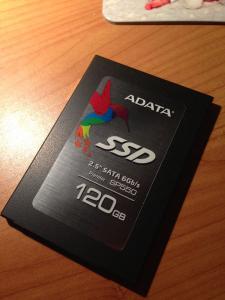 ADATA
SSD
2.5" SATA 6Gb/s
Premier SP550
120GB